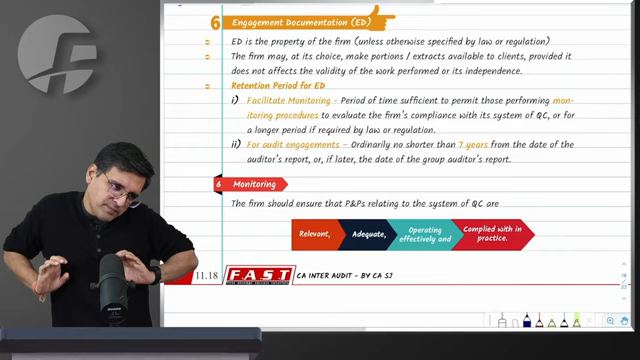 6 Engagement Documentation (ED)
ED is the property of the firm (unless otherwise specified by law or regulation)
The firm may, at its choice, make portions / extracts available to clients, provided it
does not affects the validity of the work performed or its independence.
Retention Period for ED
i) Facilitate Monitoring - Period of time sufficient to permit those performing mon-
itoring procedures to evaluate the firm's compliance with its system of QC, or for
a longer period if required by law or regulation.
ii) For audit engagements – Ordinarily no shorter than 7 years from the date of the
auditor's report, or, if later, the date of the group auditor's report.
6 Monitoring
The firm should ensure that P&Ps relating to the system of QC are
Relevant,
Adequate,
Operating
effectively and
Complied with in
practice.
11.18
F.A.S.T
CA INTER AUDIT - BY CA SJ